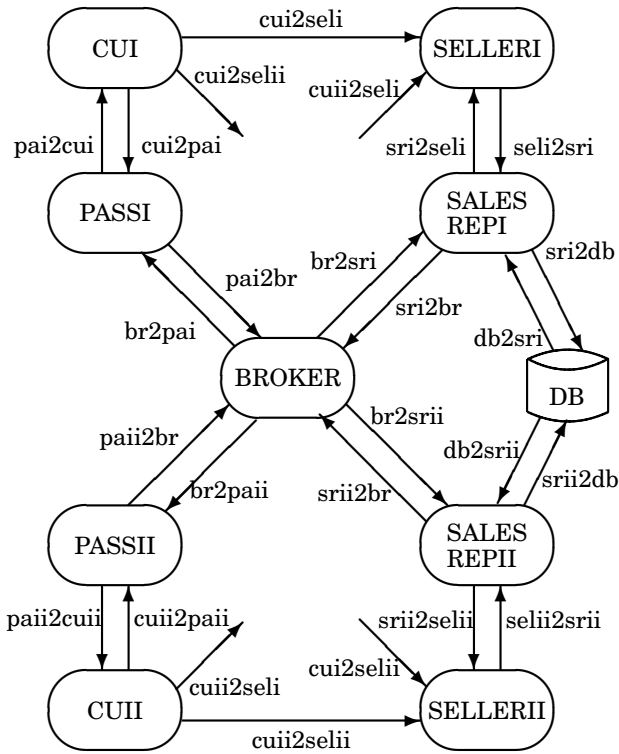 cui2seli
CUI
SELLERI
cui2selii
cuii2seli
pai2cui
cui2pai
sri2seli
seli2sri
PASSI
SALES
REPI
sri2db
pai2br
br2sri
br2pai
sri2br
db2sri
BROKER
DB
paii2br
br2srii
db2srii
br2paii
srii2br
srii2db
PASSII
SALES
REPII
paii2cuii
cuii2paii
srii2selii
selii2srii
cuii2seli
cui2selii
CUII
SELLERII
cuii2selii